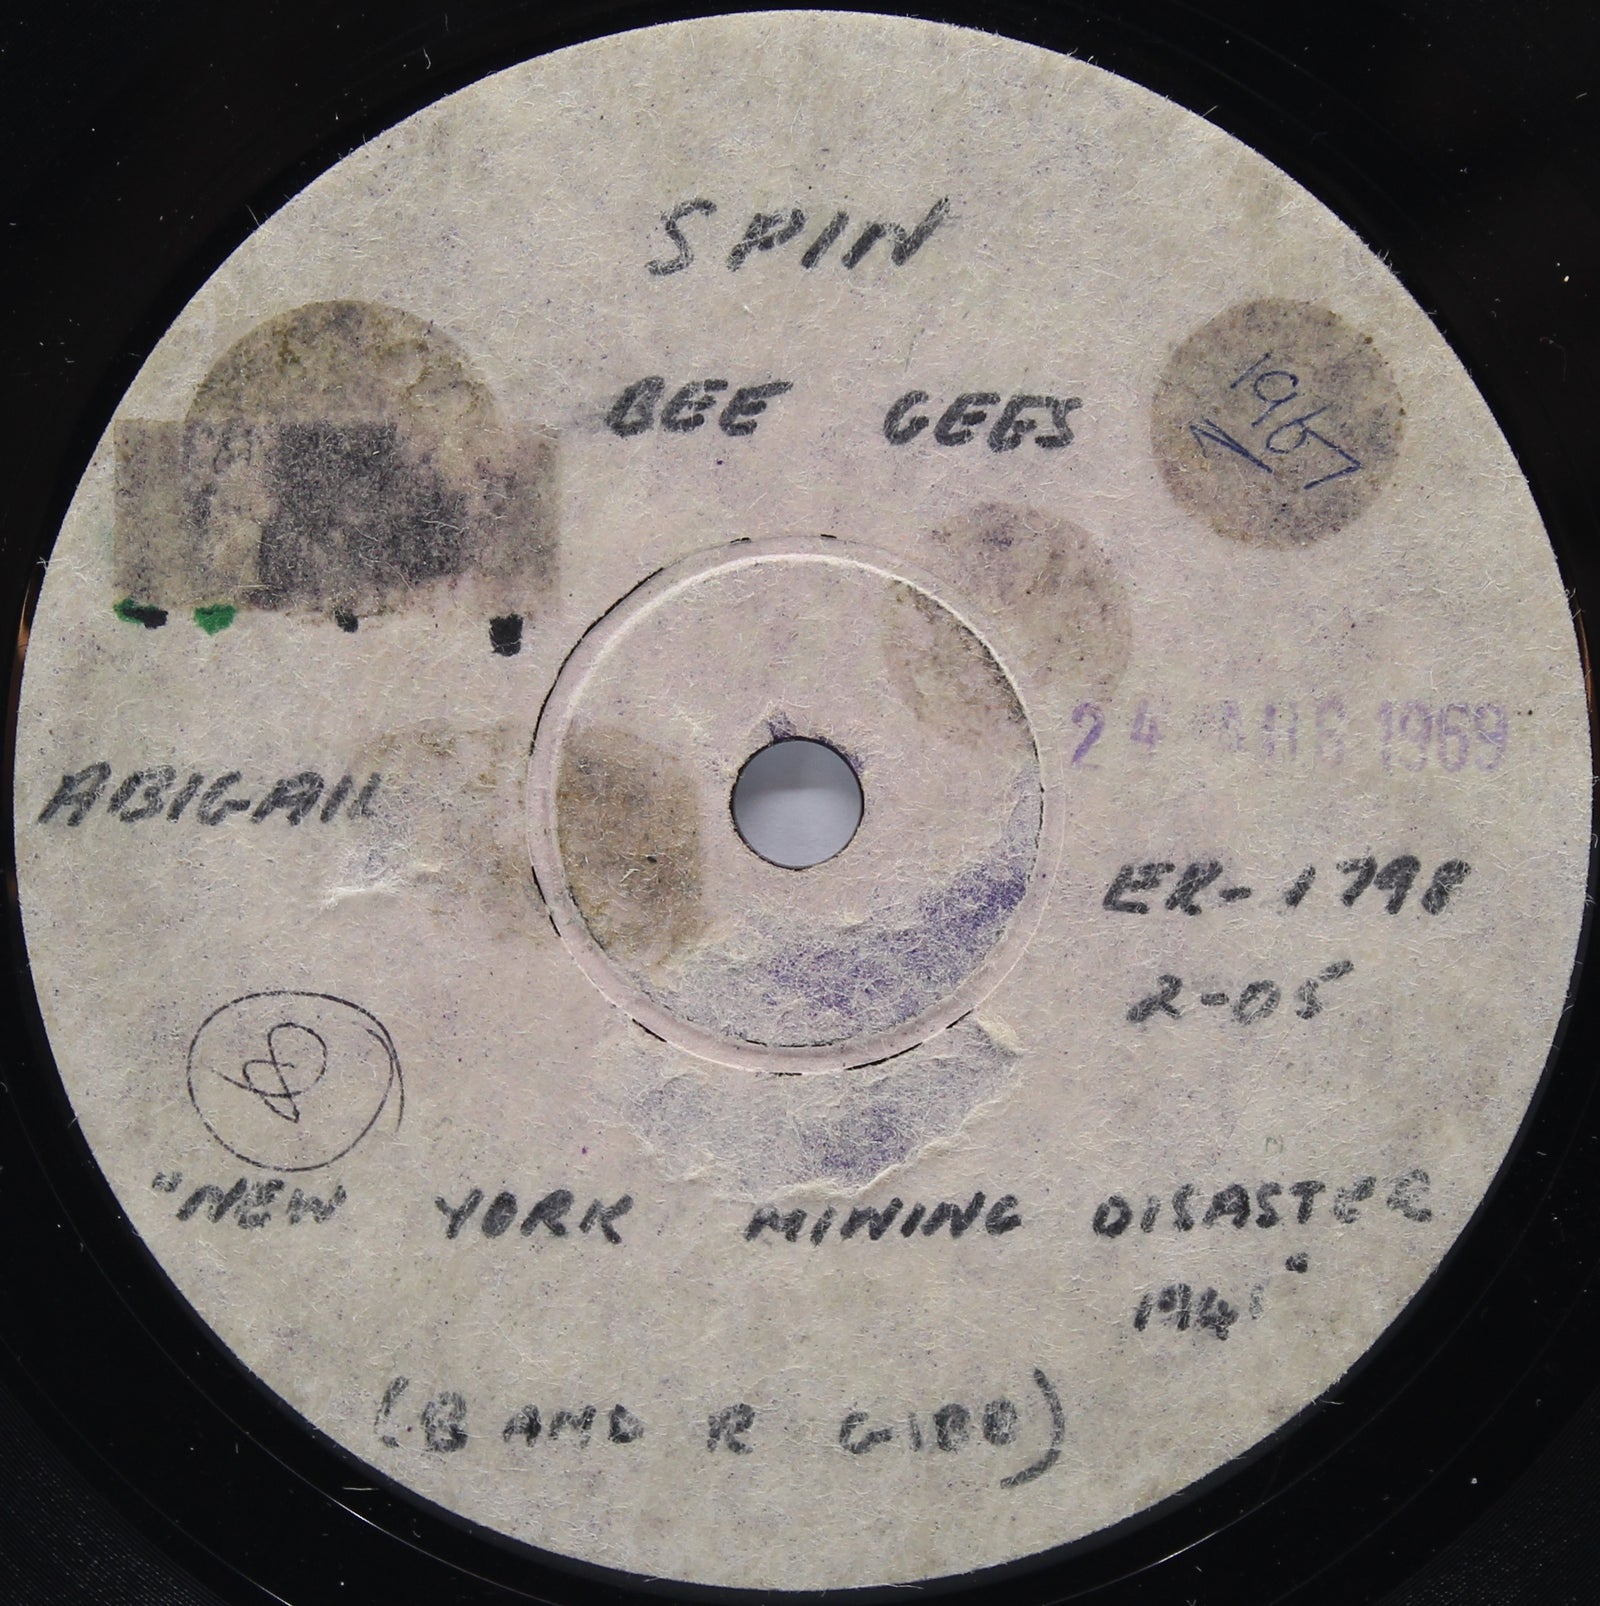 SPIN
BEE GEES
1967
24 AUG 1969
ABIGAIL
ER-1798
2-05
"NEW YORK MINING DISASTER
1941"
(B AND R GIBB)